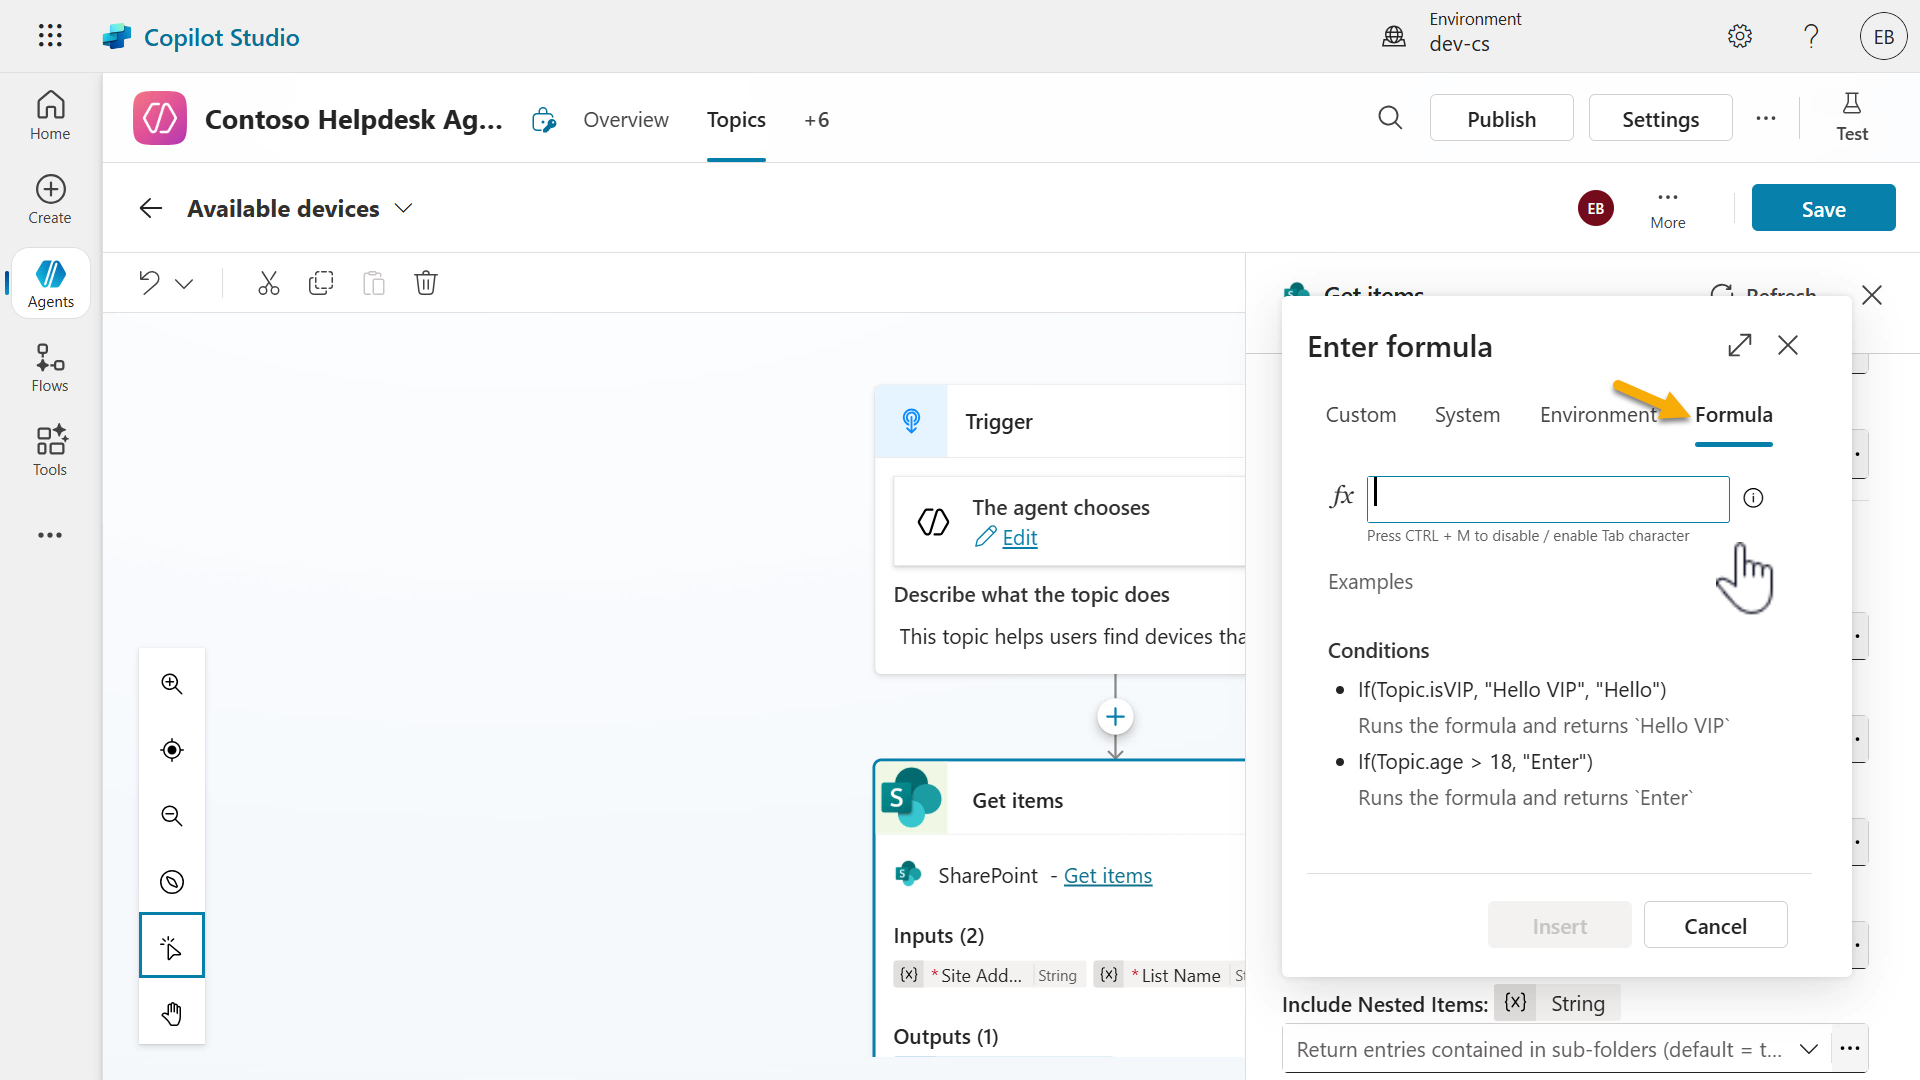 Copilot Studio
Environment
dev-cs
EB
Home
Create
Agents
Flows
Tools
Contoso Helpdesk Ag...
Overview
Topics
+6
Publish
Settings
Test
Available devices
EB
More
Save
Get items
Refresh
Trigger
The agent chooses
Edit
Describe what the topic does
This topic helps users find devices tha
Get items
SharePoint - Get items
Inputs (2)
{x} * Site Add... String {x} * List Name St
Outputs (1)
Enter formula
Custom
System
Environment
Formula
fx
Press CTRL + M to disable / enable Tab character
Examples
Conditions
If(Topic.isVIP, "Hello VIP", "Hello")
Runs the formula and returns `Hello VIP`
If(Topic.age > 18, "Enter")
Runs the formula and returns `Enter`
Insert
Cancel
Include Nested Items: {x} String
Return entries contained in sub-folders (default = t...